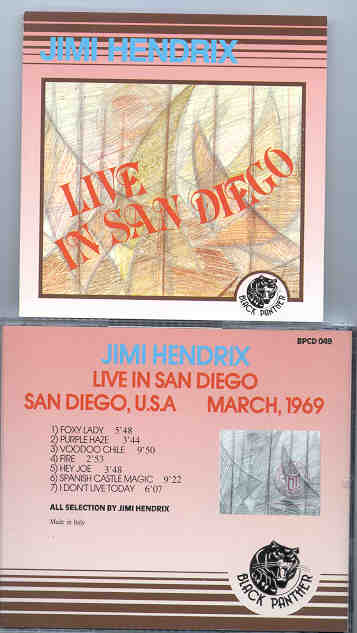 JIMI HENDRIX
LIVE
IN SAN DIEGO
BLACK PANTHER
BPCD 049
JIMI HENDRIX
LIVE IN SAN DIEGO
SAN DIEGO, U.S.A MARCH, 1969
1) FOXY LADY 5'48
2) PURPLE HAZE 3'44
3) VOODOO CHILE 9'50
4) FIRE 2'53
5) HEY JOE 3'48
6) SPANISH CASTLE MAGIC 9'22
7) I DON'T LIVE TODAY 6'07
ALL SELECTION BY JIMI HENDRIX
Made in Italy
BLACK PANTHER